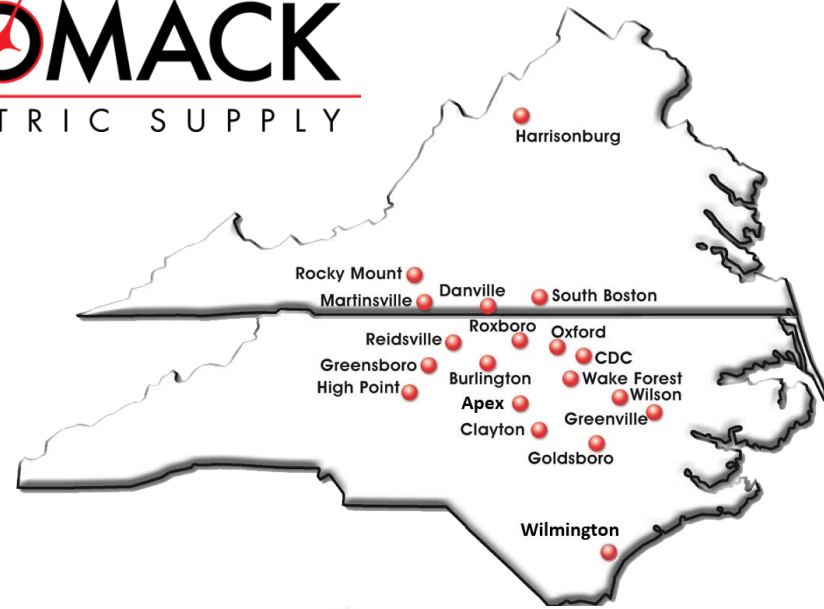 OMACK
TRIC SUPPLY
Harrisonburg
Rocky Mount
Martinsville
Danville
South Boston
Reidsville
Roxboro
Oxford
CDC
Greensboro
Burlington
Wake Forest
High Point
Wilson
Apex
Greenville
Clayton
Goldsboro
Wilmington